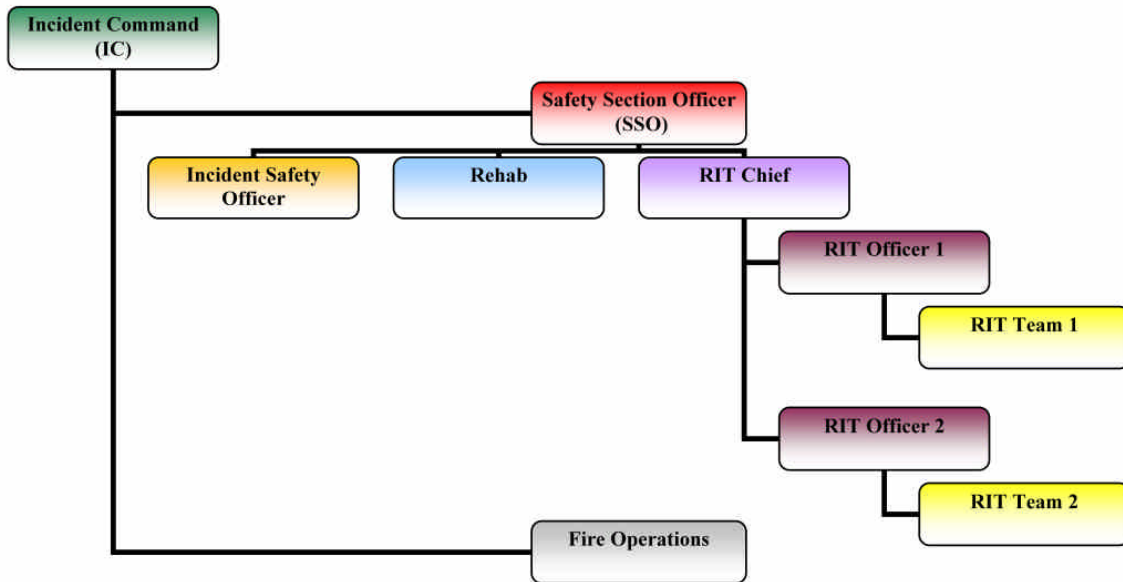 Incident Command
(IC)
Safety Section Officer
(SSO)
Incident Safety
Officer
Rehab
RIT Chief
RIT Officer 1
RIT Team 1
RIT Officer 2
RIT Team 2
Fire Operations